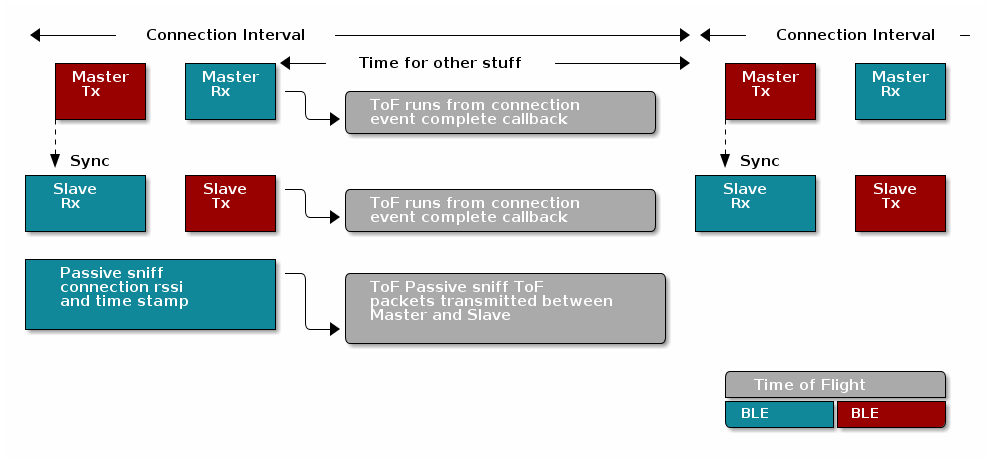 Connection Interval
Connection Interval
Time for other stuff
Master
Tx
Master
Rx
ToF runs from connection
event complete callback
Master
Tx
Master
Rx
Sync
Sync
Slave
Rx
Slave
Tx
ToF runs from connection
event complete callback
Slave
Rx
Slave
Tx
Passive sniff
connection rssi
and time stamp
ToF Passive sniff ToF
packets transmitted between
Master and Slave
Time of Flight
BLE
BLE